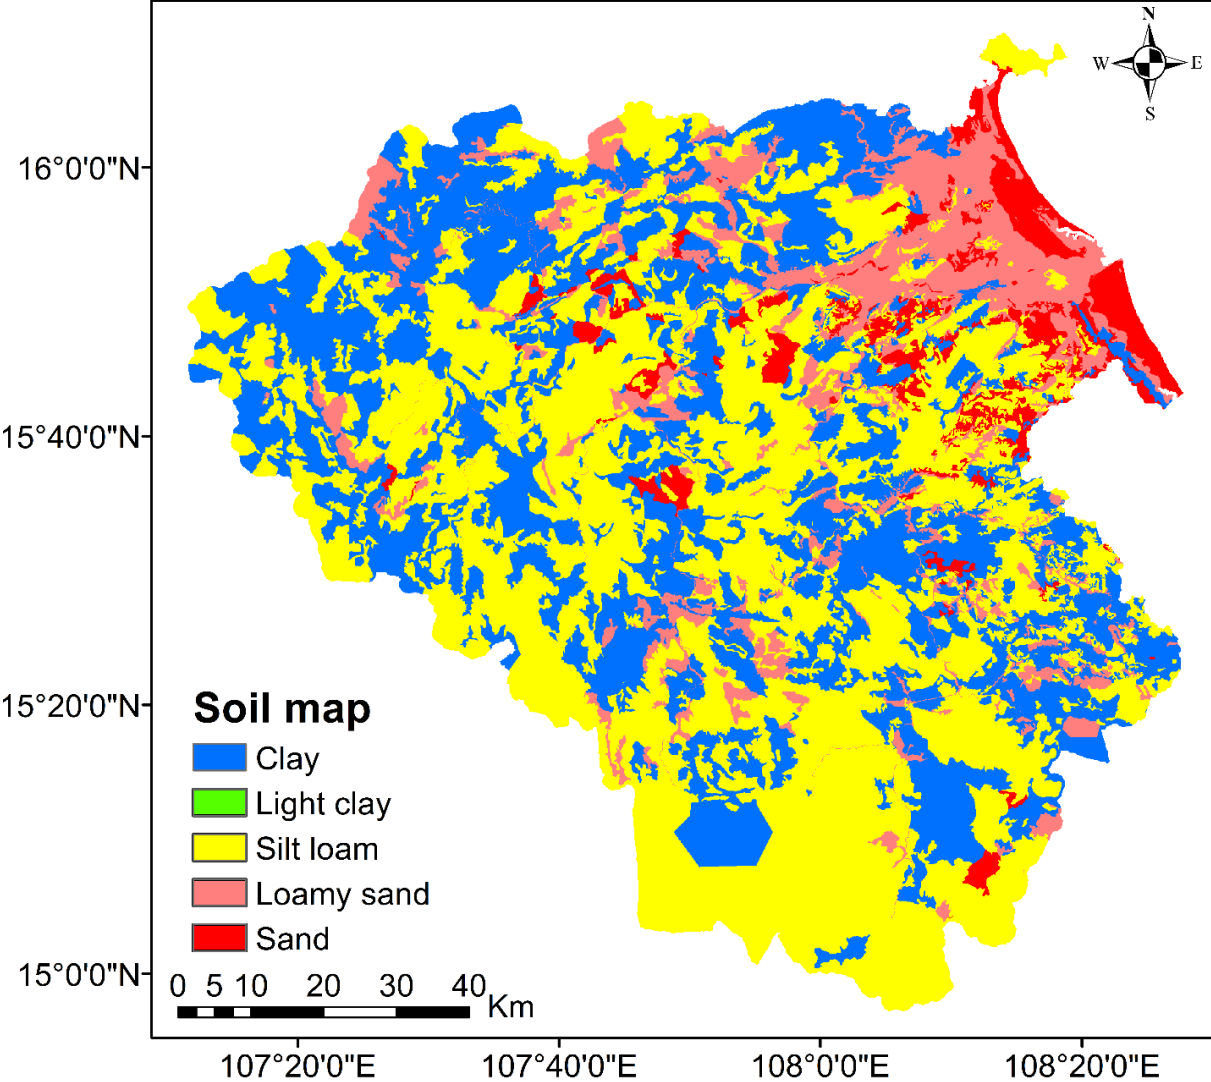 N
W E
S
16°0'0"N
15°40'0"N
15°20'0"N
15°0'0"N
Soil map
Clay
Light clay
Silt loam
Loamy sand
Sand
0 5 10 20 30 40 Km
107°20'0"E 107°40'0"E 108°0'0"E 108°20'0"E